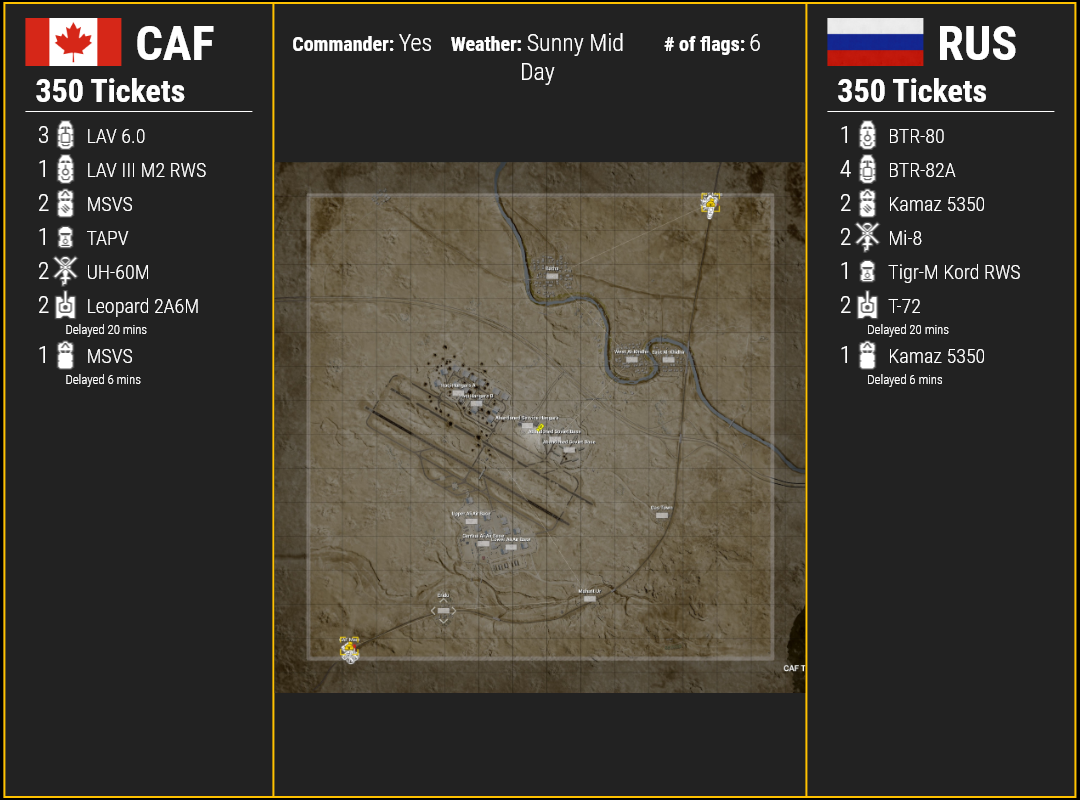 CAF
350 Tickets
3 LAV 6.0
1 LAV III M2 RWS
2 MSVS
1 TAPV
2 UH-60M
2 Leopard 2A6M
Delayed 20 mins
1 MSVS
Delayed 6 mins
Commander: Yes Weather: Sunny Mid Day # of flags: 6
CAF T
RUS
350 Tickets
1 BTR-80
4 BTR-82A
2 Kamaz 5350
2 Mi-8
1 Tigr-M Kord RWS
2 T-72
Delayed 20 mins
1 Kamaz 5350
Delayed 6 mins